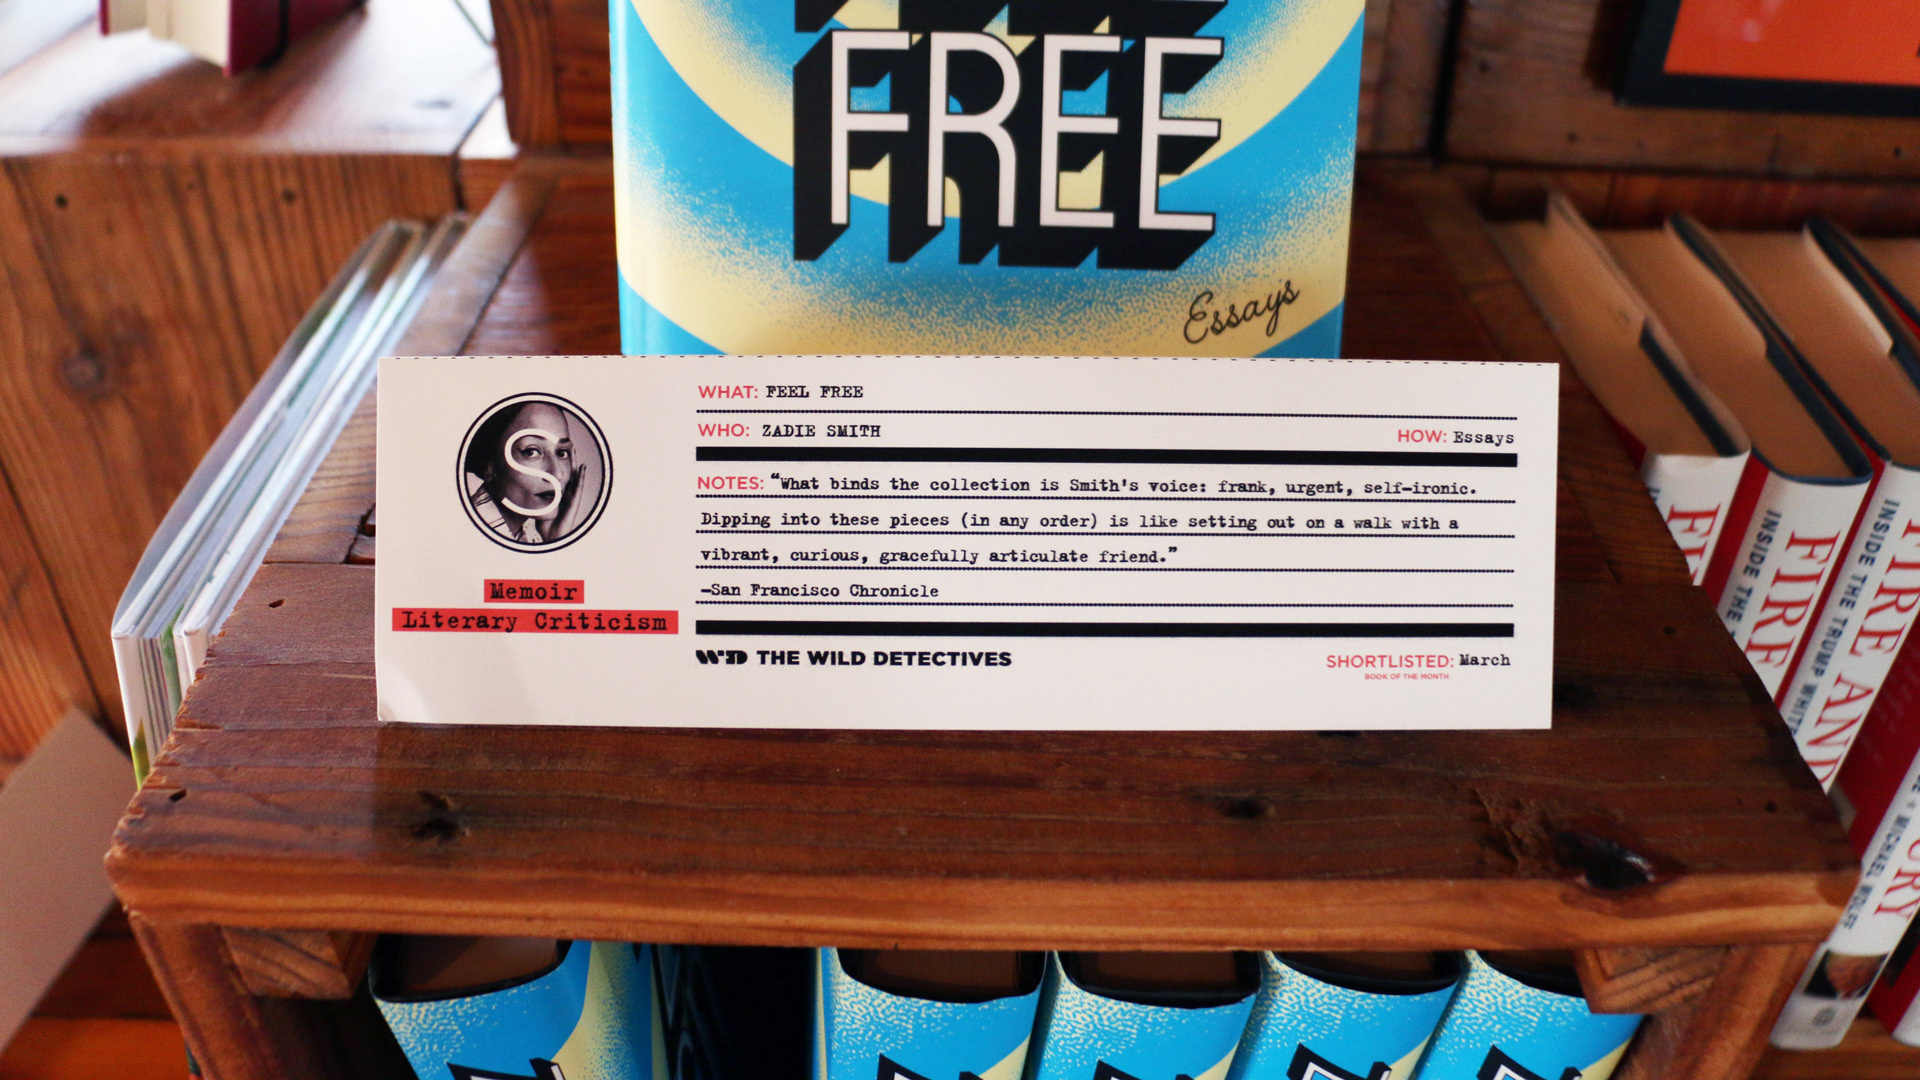 FREE
Essays
WHAT: FEEL FREE
WHO: ZADIE SMITH
HOW: Essays
NOTES: “What binds the collection is Smith's voice: frank, urgent, self-ironic.
Dipping into these pieces (in any order) is like setting out on a walk with a
vibrant, curious, gracefully articulate friend.”
—San Francisco Chronicle
S
Memoir
Literary Criticism
WD THE WILD DETECTIVES
SHORTLISTED: March
BOOK OF THE MONTH
INSIDE THE
FIRE
INSIDE THE TRUMP WHIT
FIRE AND
MICHAEL WOLFF